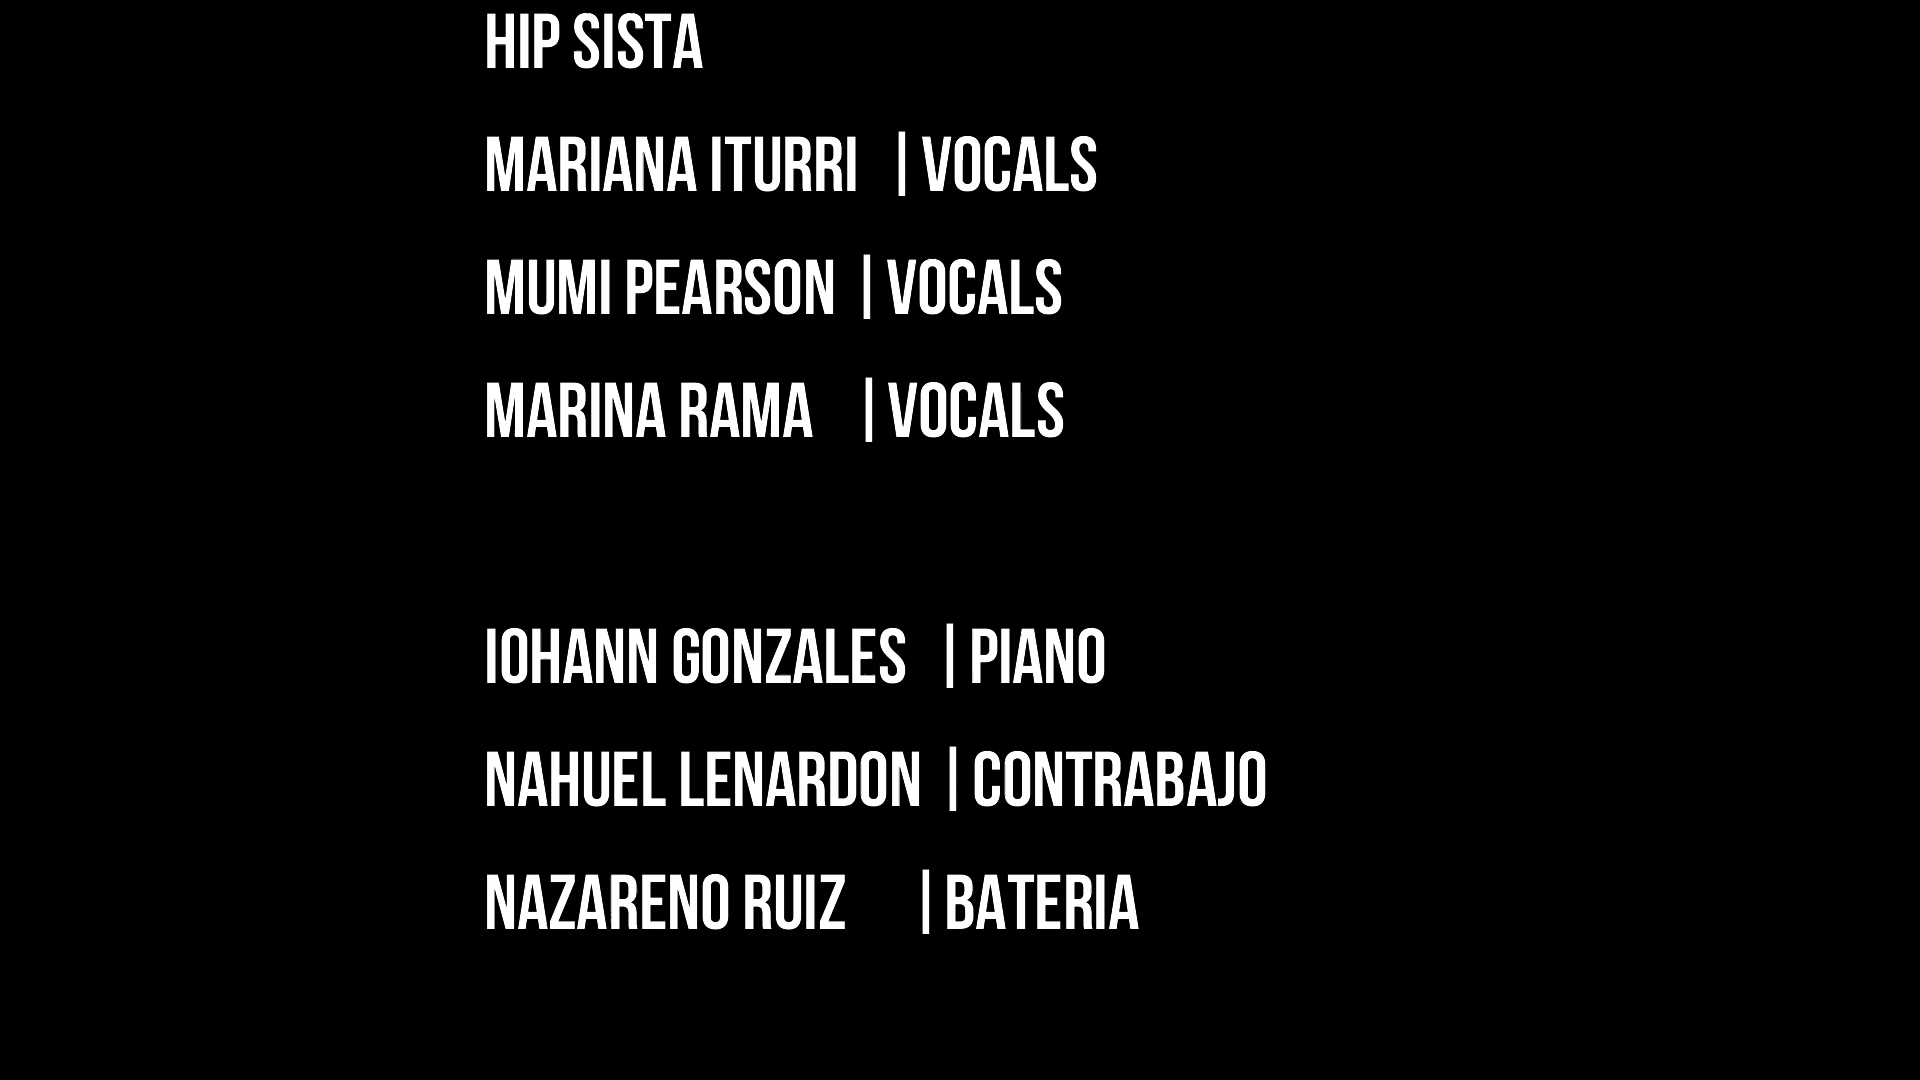 HIP SISTA
MARIANA ITURRI | VOCALS
MUMI PEARSON | VOCALS
MARINA RAMA | VOCALS
IOHANN GONZALES | PIANO
NAHUEL LENARDON | CONTRABAJO
NAZARENO RUIZ | BATERIA